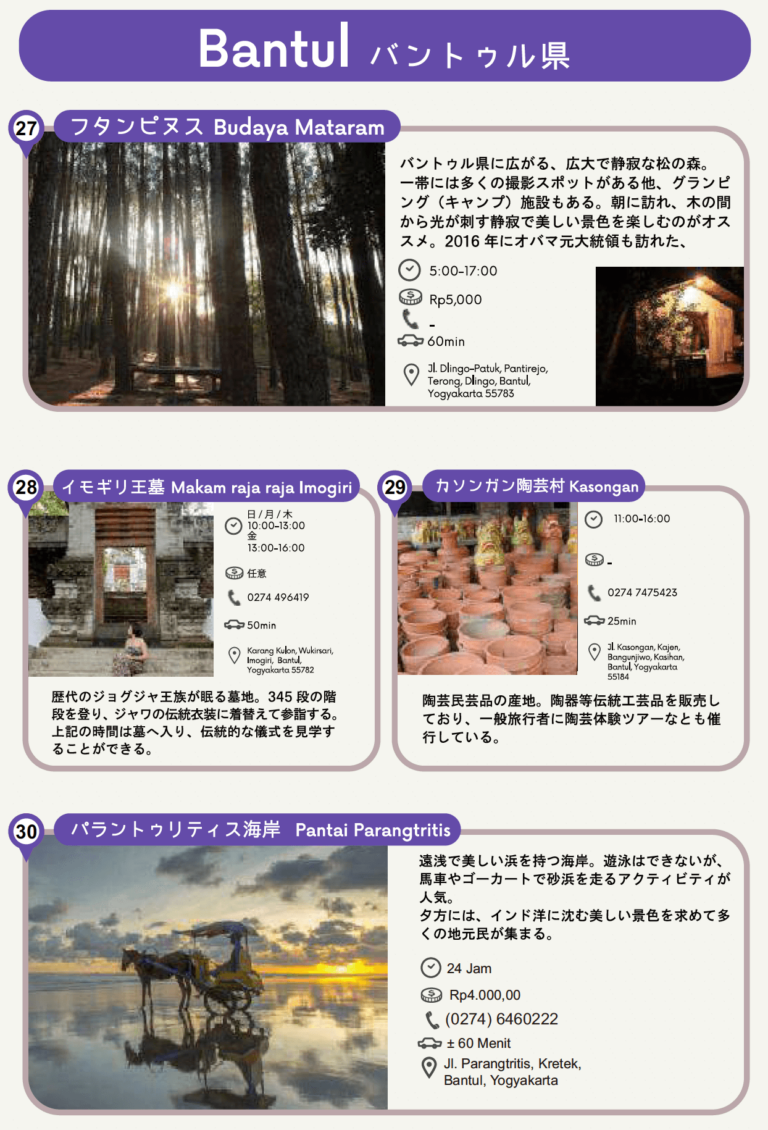 Bantul バントゥル県
27
フタンピヌス Budaya Mataram
バントゥル県に広がる、広大で静寂な松の森。
一帯には多くの撮影スポットがある他、グランピ
ング（キャンプ）施設もある。朝に訪れ、木の間
から光が刺す静寂で美しい景色を楽しむのがオス
スメ。2016 年にオバマ元大統領も訪れた、
5:00-17:00
Rp5,000
-
60min
Jl. Dlingo-Patuk, Pantirejo,
Terong, Dlingo, Bantul,
Yogyakarta 55783
28
イモギリ王墓 Makam raja raja Imogiri
日/月/木
10:00-13:00
金
13:00-16:00
任意
0274 496419
50min
Karang Kulon, Wukirsari,
Imogiri, Bantul,
Yogyakarta 55782
歴代のジョグジャ王族が眠る墓地。345 段の階
段を登り、ジャワの伝統衣装に着替えて参詣する。
上記の時間は墓へ入り、伝統的な儀式を見学す
ることができる。
29
カソンガン陶芸村 Kasongan
11:00-16:00
-
0274 7475423
25min
Jl. Kasongan, Kajen,
Bangunjiwo, Kasihan,
Bantul, Yogyakarta
55184
陶芸民芸品の産地。陶器等伝統工芸品を販売し
ており、一般旅行者に陶芸体験ツアーなとも催
行している。
30
パラントゥリティス海岸 Pantai Parangtritis
遠浅で美しい浜を持つ海岸。遊泳はできないが、
馬車やゴーカートで砂浜を走るアクティビティが
人気。
夕方には、インド洋に沈む美しい景色を求めて多
くの地元民が集まる。
24 Jam
Rp4.000,00
(0274) 6460222
± 60 Menit
Jl. Parangtritis, Kretek,
Bantul, Yogyakarta